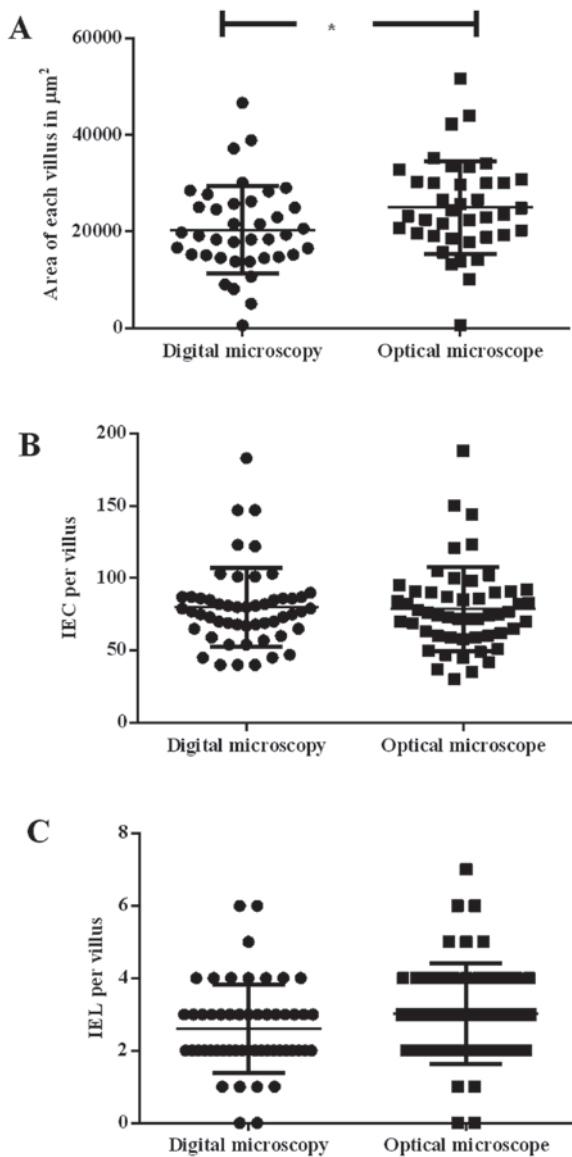 A
*
Area of each villus in μm²
60000
40000
20000
0
Digital microscopy Optical microscope
B
IEC per villus
200
150
100
50
0
Digital microscopy Optical microscope
C
IEL per villus
8
6
4
2
0
Digital microscopy Optical microscope